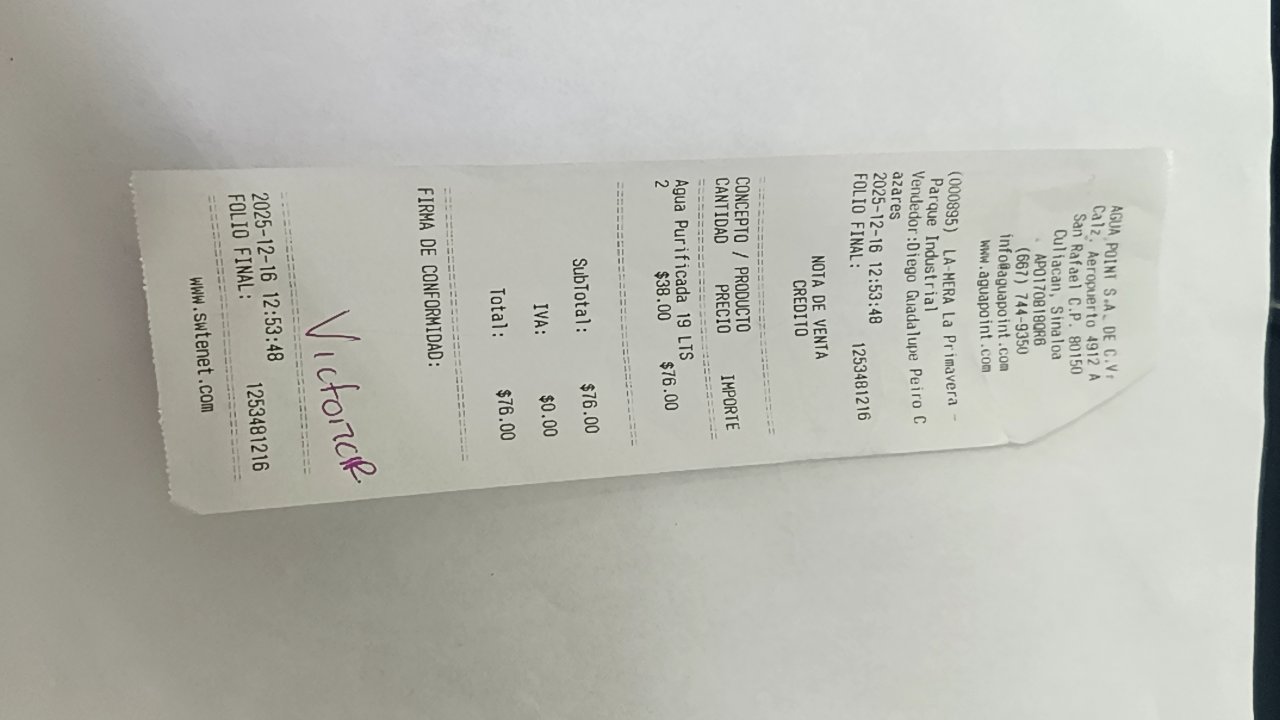 AGUA POINT S.A. DE C.V.
Calz. Aeropuerto 4912 A
San Rafael C.P. 80150
Culiacan, Sinaloa
. APO170818QR6
(667) 744-9350
info@aguapoint.com
www.aguapoint.com
(000895) LA-MERA La Primavera -
Parque Industrial
Vendedor:Diego Guadalupe Peiro C
azares
2025-12-16 12:53:48
FOLIO FINAL: 1253481216
NOTA DE VENTA
CREDITO
CONCEPTO / PRODUCTO
CANTIDAD PRECIO IMPORTE
Agua Purificada 19 LTS
2 $38.00 $76.00
SubTotal: $76.00
IVA: $0.00
Total: $76.00
FIRMA DE CONFORMIDAD:
Victor
2025-12-16 12:53:48
FOLIO FINAL: 1253481216
www.swtenet.com